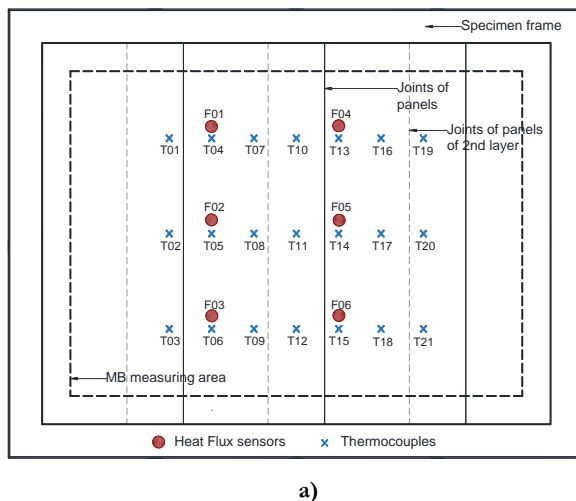 Specimen frame
Joints of
panels
F01 F04
Joints of panels
of 2nd layer
T01 T04 T07 T10 T13 T16 T19
F02 F05
T02 T05 T08 T11 T14 T17 T20
F03 F06
T03 T06 T09 T12 T15 T18 T21
MB measuring area
Heat Flux sensors Thermocouples
a)